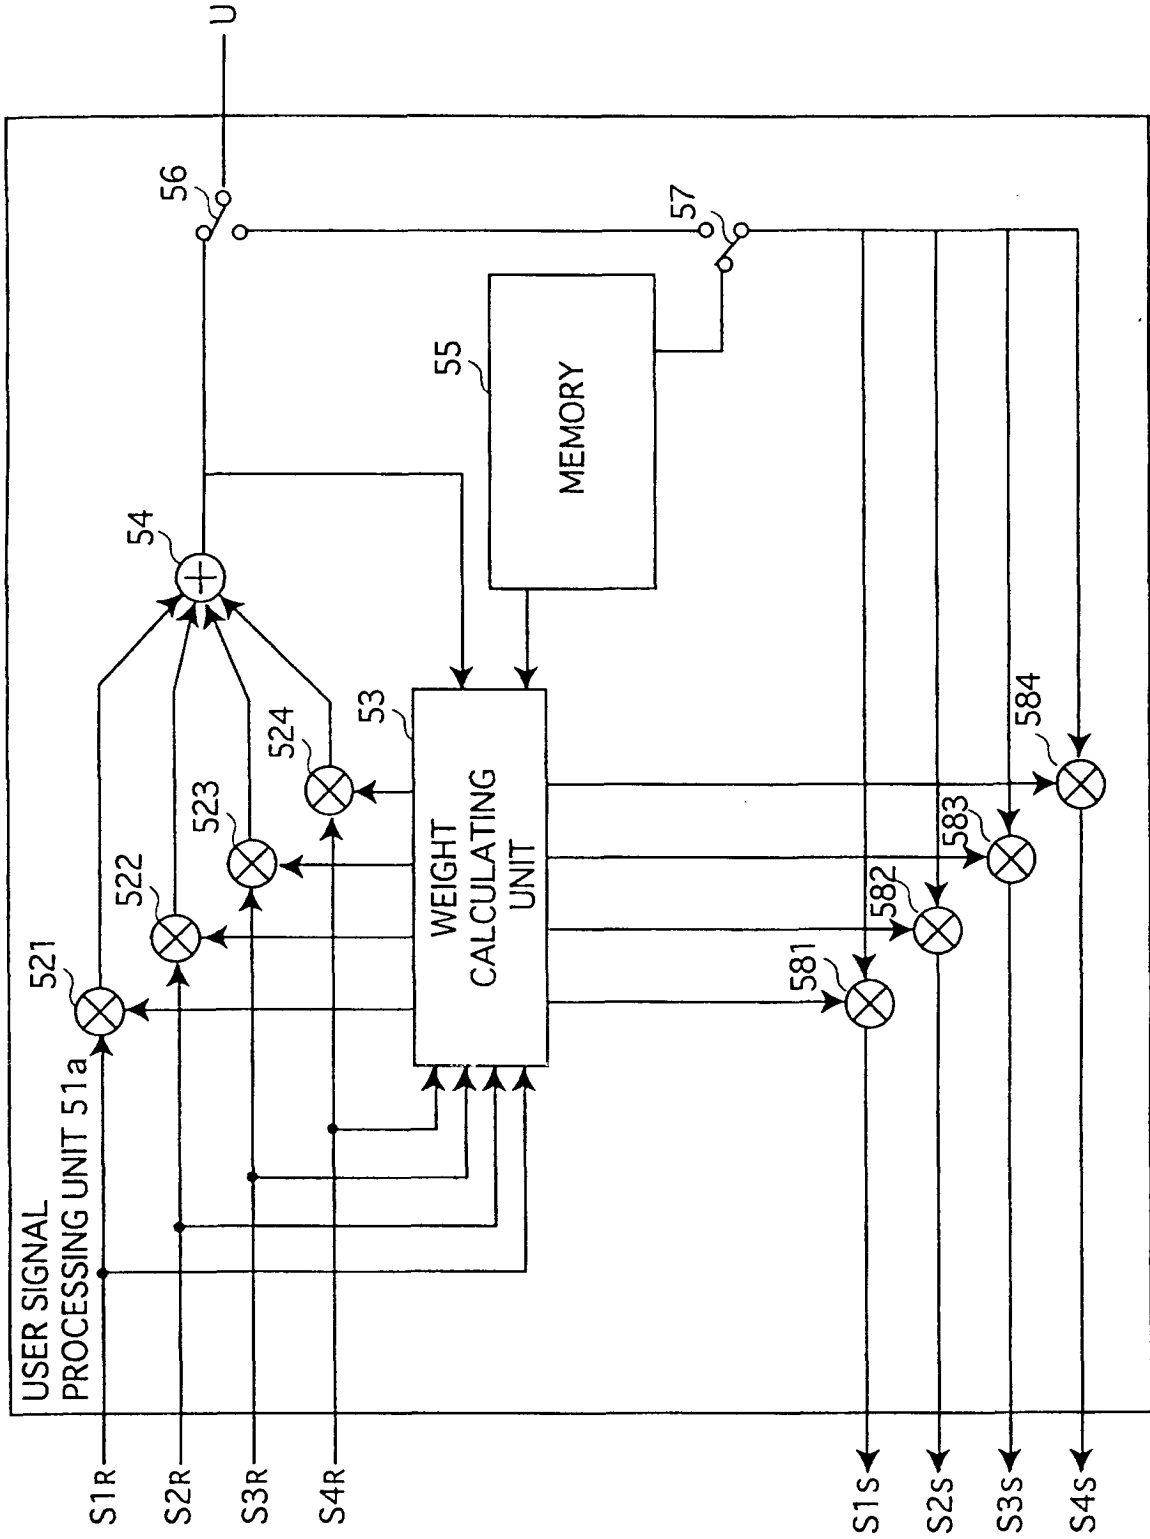 USER SIGNAL
PROCESSING UNIT 51a
S1R
S2R
S3R
S4R
521
522
523
524
54
56
U
53
WEIGHT
CALCULATING
UNIT
55
MEMORY
57
581
582
583
584
S1S
S2S
S3S
S4S